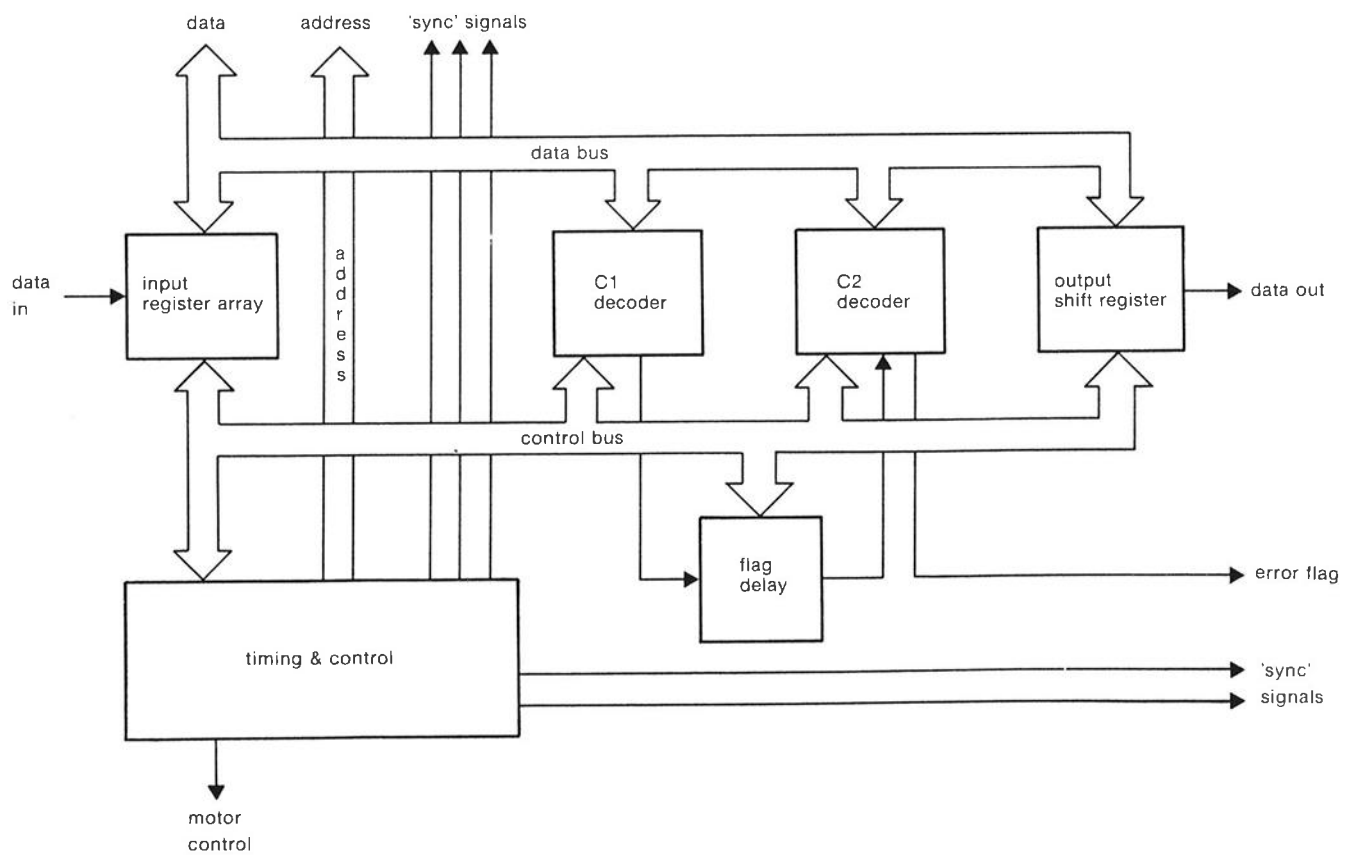 data
address
'sync' signals
data bus
data
in
input
register array
address
C1
decoder
C2
decoder
output
shift register
data out
control bus
flag
delay
error flag
timing & control
'sync'
signals
motor
control